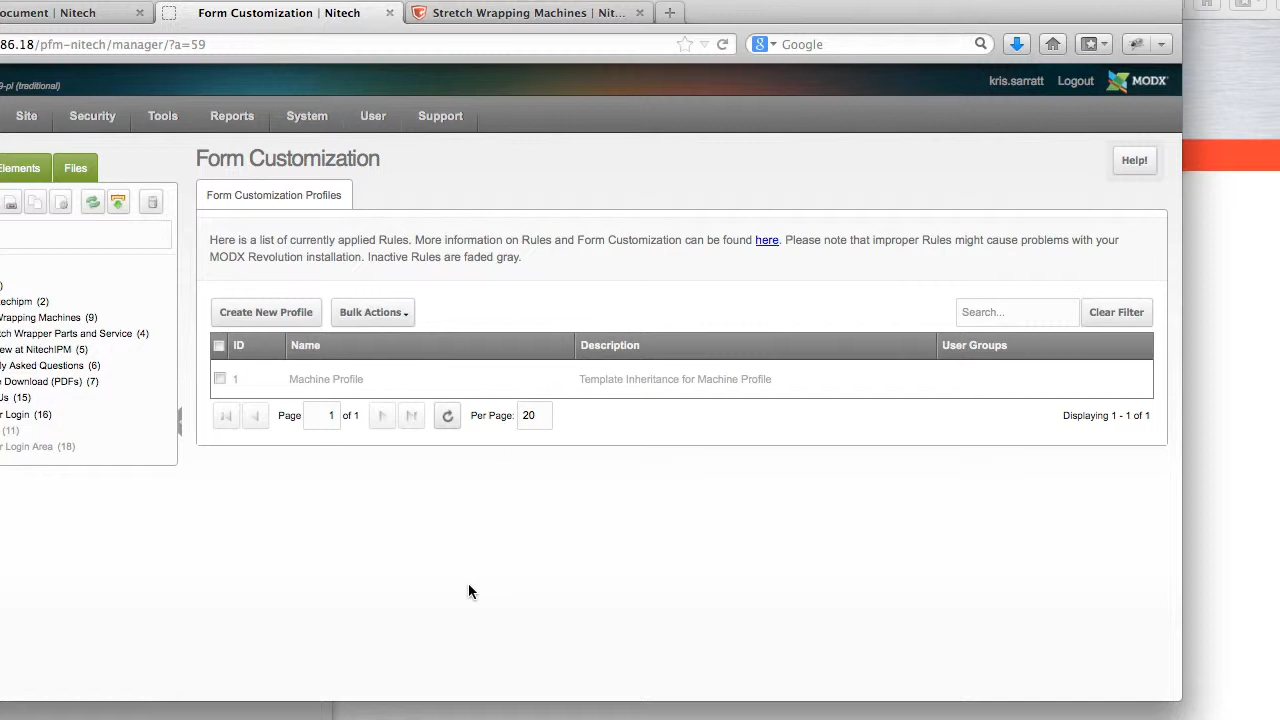 ocument | Nitech
Form Customization | Nitech
Stretch Wrapping Machines | Nit...
86.18/pfm-nitech/manager/?a=59
Google
9-pl (traditional)
kris.sarratt
Logout
MODX
Site
Security
Tools
Reports
System
User
Support
Elements
Files
Form Customization
Help!
Form Customization Profiles
Here is a list of currently applied Rules. More information on Rules and Form Customization can be found here. Please note that improper Rules might cause problems with your
MODX Revolution installation. Inactive Rules are faded gray.
)
techipm (2)
Wrapping Machines (9)
tch Wrapper Parts and Service (4)
ew at NitechIPM (5)
ly Asked Questions (6)
e Download (PDFs) (7)
Us (15)
r Login (16)
(11)
r Login Area (18)
Create New Profile
Bulk Actions
Search...
Clear Filter
ID
Name
Description
User Groups
1
Machine Profile
Template Inheritance for Machine Profile
Page 1 of 1
Per Page: 20
Displaying 1 - 1 of 1